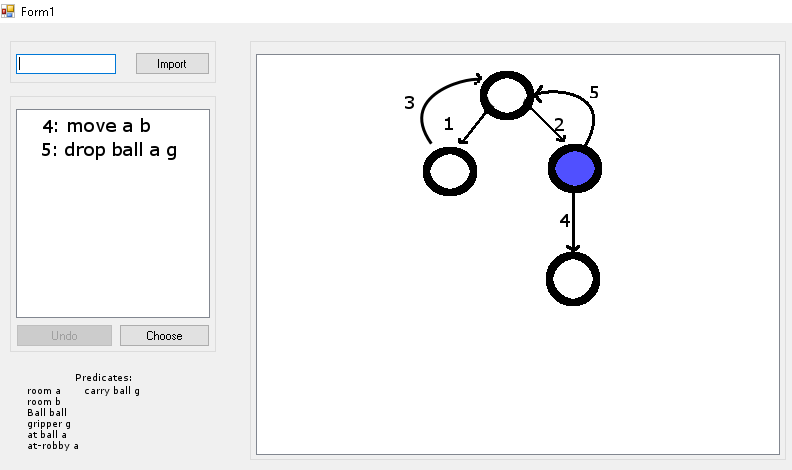 Form1
Import
4: move a b
5: drop ball a g
Undo
Choose
Predicates:
room a carry ball g
room b
Ball ball
gripper g
at ball a
at-robby a
3
1
2
5
4